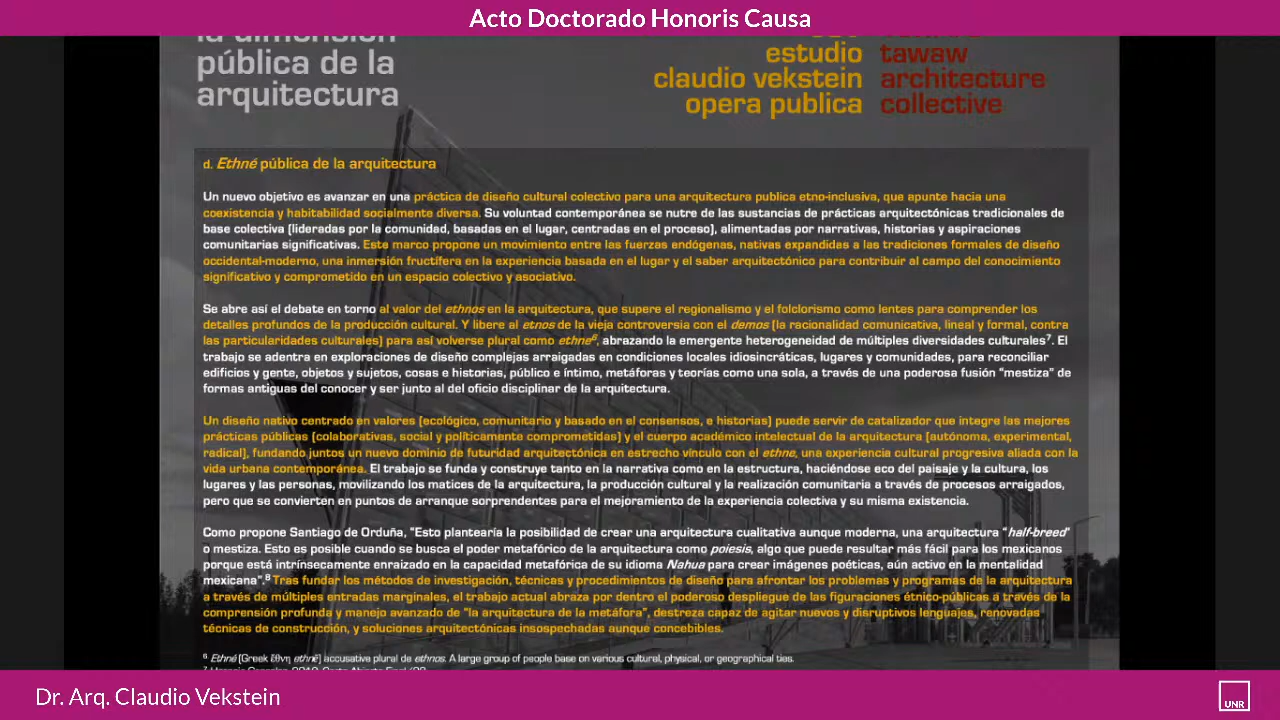 Acto Doctorado Honoris Causa
la dimensión
pública de la
arquitectura
estudio
claudio vekstein
opera publica
tawaw
architecture
collective
d. Ethné pública de la arquitectura
Un nuevo objetivo es avanzar en una práctica de diseño cultural colectivo para una arquitectura publica etno-inclusiva, que apunte hacia una
coexistencia y habitabilidad socialmente diversa. Su voluntad contemporánea se nutre de las sustancias de prácticas arquitectónicas tradicionales de
base colectiva [lideradas por la comunidad, basadas en el lugar, centradas en el proceso], alimentadas por narrativas, historias y aspiraciones
comunitarias significativas. Este marco propone un movimiento entre las fuerzas endógenas, nativas expandidas a las tradiciones formales de diseño
occidental-moderno, una inmersión fructífera en la experiencia basada en el lugar y el saber arquitectónico para contribuir al campo del conocimiento
significativo y comprometido en un espacio colectivo y asociativo.
Se abre así el debate en torno al valor del ethnos en la arquitectura, que supere el regionalismo y el folclorismo como lentes para comprender los
detalles profundos de la producción cultural. Y libere al etnos de la vieja controversia con el demos [la racionalidad comunicativa, lineal y formal, contra
las particularidades culturales] para así volverse plural como ethne⁶, abrazando la emergente heterogeneidad de múltiples diversidades culturales⁷. El
trabajo se adentra en exploraciones de diseño complejas arraigadas en condiciones locales idiosincráticas, lugares y comunidades, para reconciliar
edificios y gente, objetos y sujetos, cosas e historias, público e íntimo, metáforas y teorías como una sola, a través de una poderosa fusión "mestiza" de
formas antiguas del conocer y ser junto al del oficio disciplinar de la arquitectura.
Un diseño nativo centrado en valores [ecológico, comunitario y basado en el consensos, e historias] puede servir de catalizador que integre las mejores
prácticas públicas [colaborativas, social y políticamente comprometidas] y el cuerpo académico intelectual de la arquitectura [autónoma, experimental,
radical], fundando juntos un nuevo dominio de futuridad arquitectónica en estrecho vínculo con el ethne, una experiencia cultural progresiva aliada con la
vida urbana contemporánea. El trabajo se funda y construye tanto en la narrativa como en la estructura, haciéndose eco del paisaje y la cultura, los
lugares y las personas, movilizando los matices de la arquitectura, la producción cultural y la realización comunitaria a través de procesos arraigados,
pero que se convierten en puntos de arranque sorprendentes para el mejoramiento de la experiencia colectiva y su misma existencia.
Como propone Santiago de Orduña, "Esto plantearía la posibilidad de crear una arquitectura cualitativa aunque moderna, una arquitectura "half-breed"
o mestiza. Esto es posible cuando se busca el poder metafórico de la arquitectura como poiesis, algo que puede resultar más fácil para los mexicanos
porque está intrínsecamente enraizado en la capacidad metafórica de su idioma Nahua para crear imágenes poéticas, aún activo en la mentalidad
mexicana".⁸ Tras fundar los métodos de investigación, técnicas y procedimientos de diseño para afrontar los problemas y programas de la arquitectura
a través de múltiples entradas marginales, el trabajo actual abraza por dentro el poderoso despliegue de las figuraciones étnico-públicas a través de la
comprensión profunda y manejo avanzado de "la arquitectura de la metáfora", destreza capaz de agitar nuevos y disruptivos lenguajes, renovadas
técnicas de construcción, y soluciones arquitectónicas insospechadas aunque concebibles.
⁶. Ethné [Greek ἔθνη ethnē] accusative plural de ethnos. A large group of people base on various cultural, physical, or geographical ties.
Dr. Arq. Claudio Vekstein
UNR